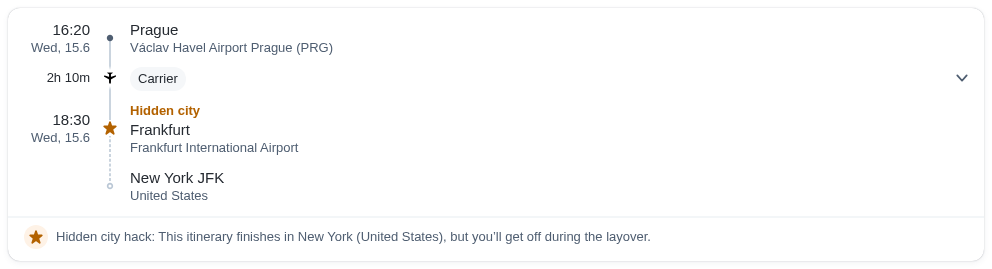 16:20
Wed, 15.6
Prague
Václav Havel Airport Prague (PRG)
2h 10m
Carrier
Hidden city
18:30
Wed, 15.6
Frankfurt
Frankfurt International Airport
New York JFK
United States
Hidden city hack: This itinerary finishes in New York (United States), but you’ll get off during the layover.